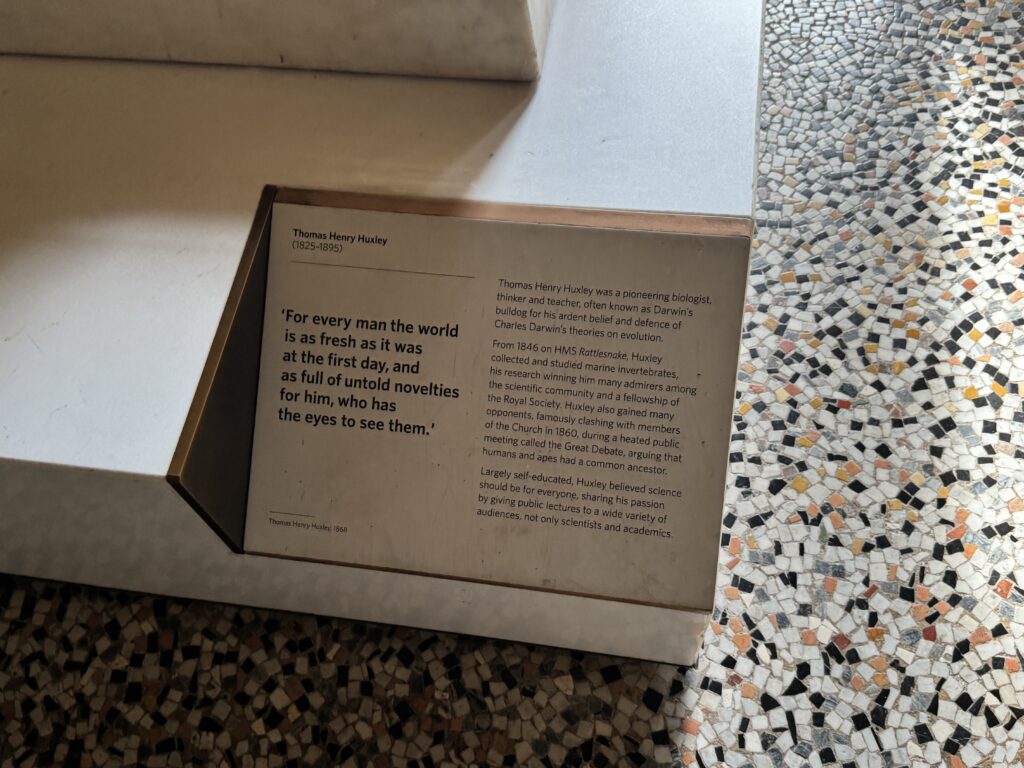 Thomas Henry Huxley
(1825-1895)
'For every man the world
is as fresh as it was
at the first day, and
as full of untold novelties
for him, who has
the eyes to see them.'
Thomas Henry Huxley, 1868
Thomas Henry Huxley was a pioneering biologist,
thinker and teacher, often known as Darwin's
bulldog for his ardent belief and defence of
Charles Darwin's theories on evolution.
From 1846 on HMS Rattlesnake, Huxley
collected and studied marine invertebrates,
his research winning him many admirers among
the scientific community and a fellowship of
the Royal Society. Huxley also gained many
opponents, famously clashing with members
of the Church in 1860, during a heated public
meeting called the Great Debate, arguing that
humans and apes had a common ancestor.
Largely self-educated, Huxley believed science
should be for everyone, sharing his passion
by giving public lectures to a wide variety of
audiences, not only scientists and academics.